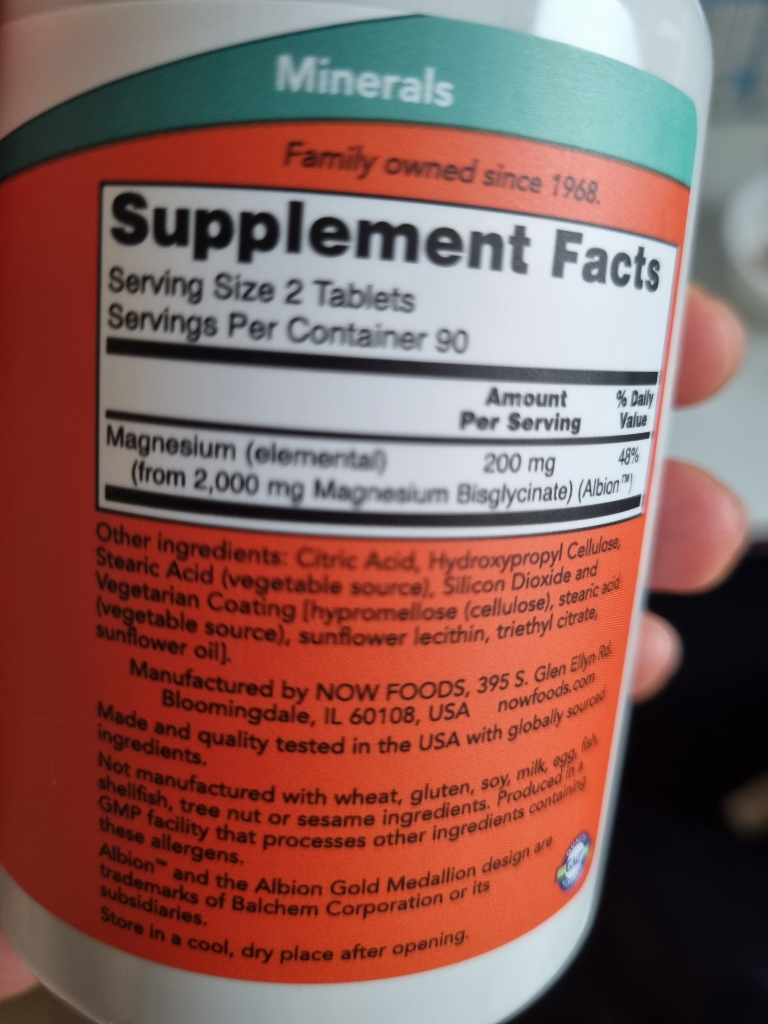 Minerals
Family owned since 1968.
Supplement Facts
Serving Size 2 Tablets
Servings Per Container 90
Amount Per Serving
% Daily Value
Magnesium (elemental) 200 mg 48%
(from 2,000 mg Magnesium Bisglycinate) (Albion™)
Other ingredients: Citric Acid, Hydroxypropyl Cellulose,
Stearic Acid (vegetable source), Silicon Dioxide and
Vegetarian Coating [hypromellose (cellulose), stearic acid
(vegetable source), sunflower lecithin, triethyl citrate,
sunflower oil].
Manufactured by NOW FOODS, 395 S. Glen Ellyn Rd.
Bloomingdale, IL 60108, USA nowfoods.com
Made and quality tested in the USA with globally sourced
ingredients.
Not manufactured with wheat, gluten, soy, milk, egg, fish,
shellfish, tree nut or sesame ingredients. Produced in a
GMP facility that processes other ingredients containing
these allergens.
Albion™ and the Albion Gold Medallion design are
trademarks of Balchem Corporation or its
subsidiaries.
Store in a cool, dry place after opening.